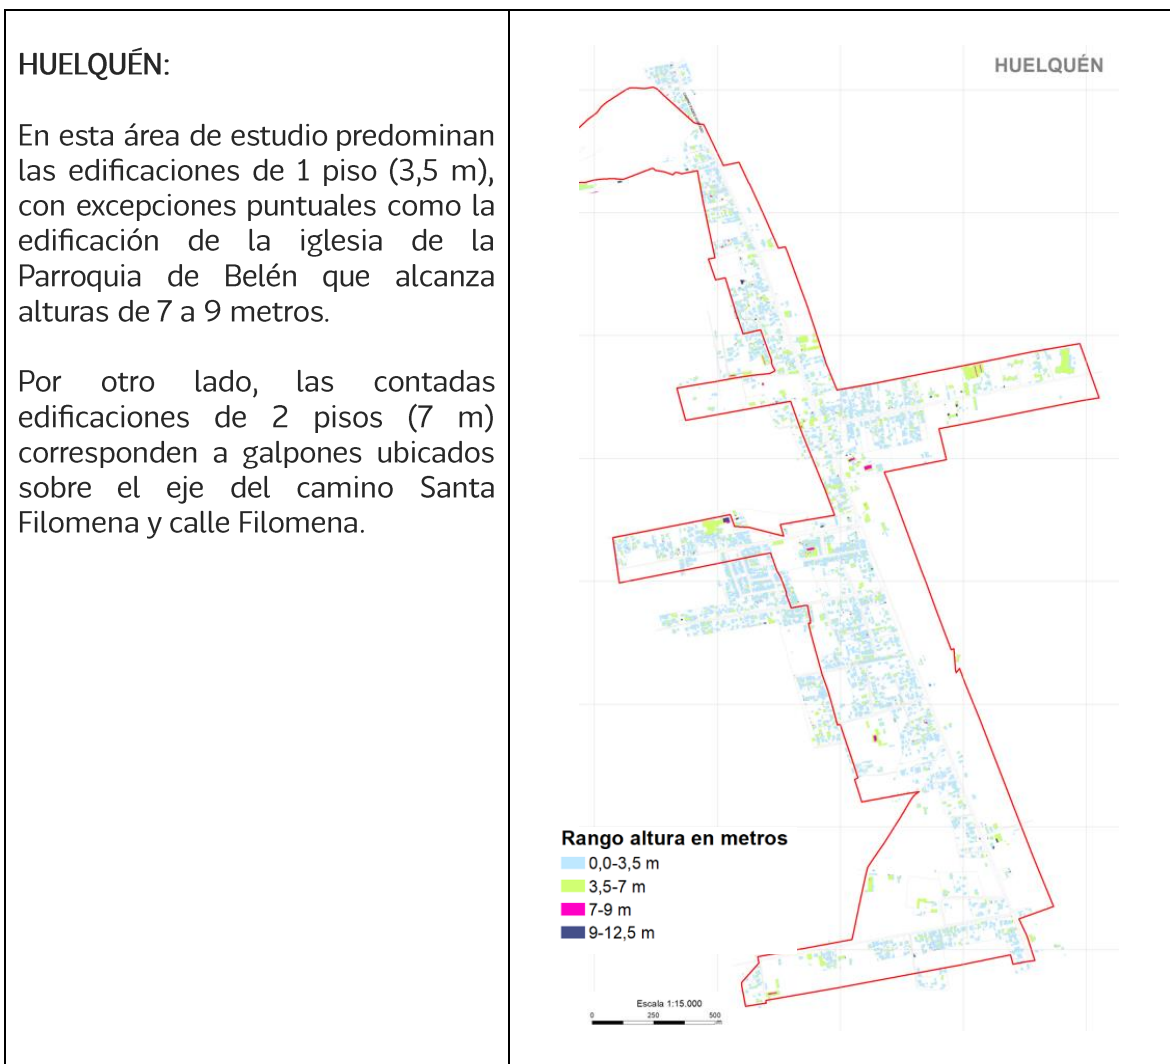 HUELQUÉN:
En esta área de estudio predominan
las edificaciones de 1 piso (3,5 m),
con excepciones puntuales como la
edificación de la iglesia de la
Parroquia de Belén que alcanza
alturas de 7 a 9 metros.
Por otro lado, las contadas
edificaciones de 2 pisos (7 m)
corresponden a galpones ubicados
sobre el eje del camino Santa
Filomena y calle Filomena.
HUELQUÉN
Rango altura en metros
0,0-3,5 m
3,5-7 m
7-9 m
9-12,5 m
Escala 1:15.000
0 250 500